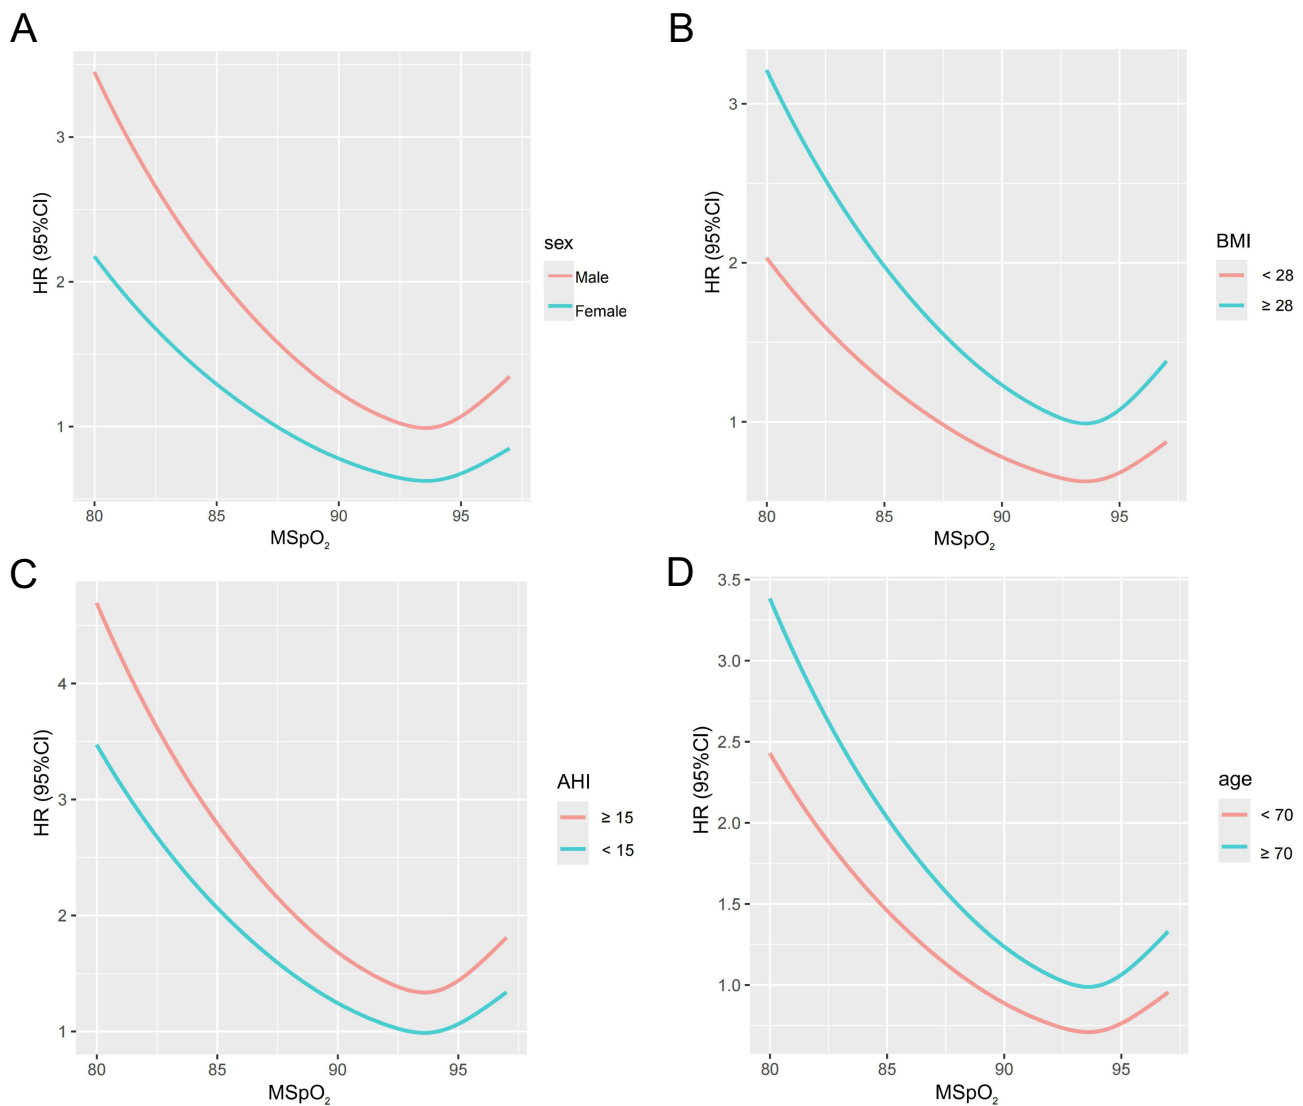 A
HR (95%CI)
3
2
1
80 85 90 95
MSpO₂
sex
Male
Female
B
HR (95%CI)
3
2
1
80 85 90 95
MSpO₂
BMI
< 28
≥ 28
C
HR (95%CI)
4
3
2
1
80 85 90 95
MSpO₂
AHI
≥ 15
< 15
D
HR (95%CI)
3.5
3.0
2.5
2.0
1.5
1.0
80 85 90 95
MSpO₂
age
< 70
≥ 70